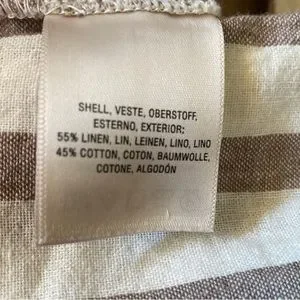 SHELL, VESTE, OBERSTOFF,
ESTERNO, EXTERIOR:
55% LINEN, LIN, LEINEN, LINO, LINO
45% COTTON, COTON, BAUMWOLLE,
COTONE, ALGODÓN